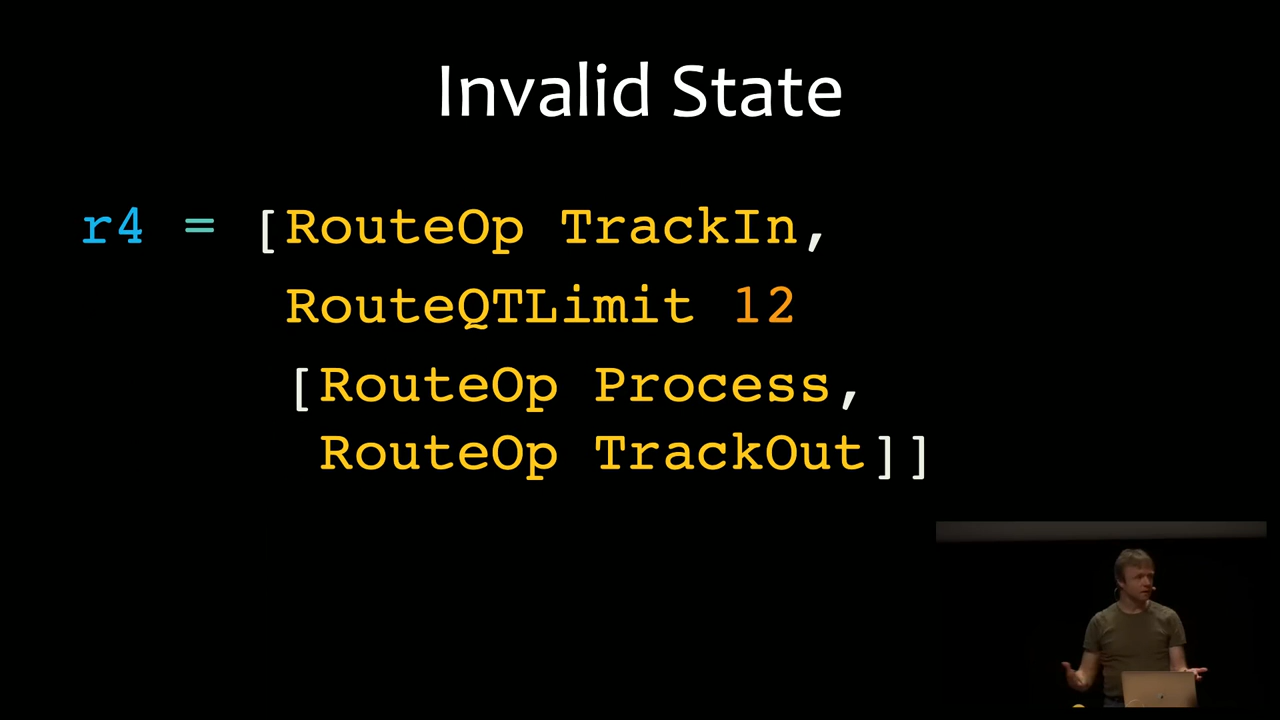 Invalid State
r4 = [RouteOp TrackIn,
RouteQTLimit 12
[RouteOp Process,
RouteOp TrackOut]]